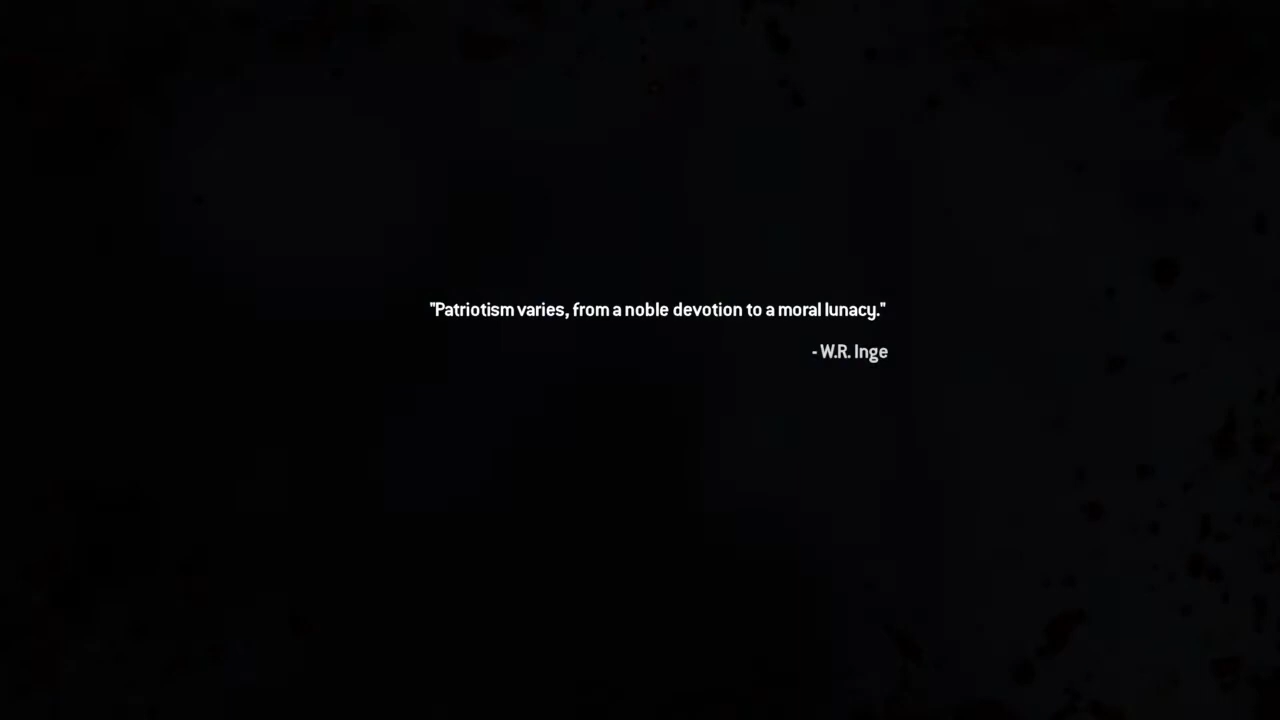 "Patriotism varies, from a noble devotion to a moral lunacy."
- W.R. Inge